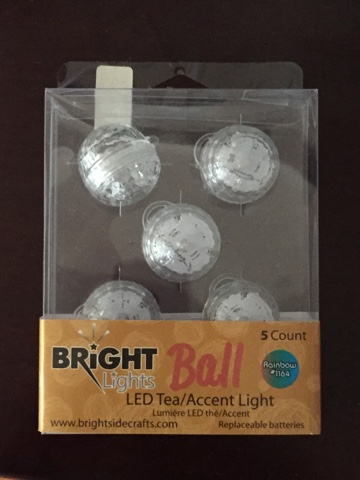 5 Count
BRiGHT
Lights
Ball
Rainbow
#1164
LED Tea/Accent Light
Lumière LED thé/Accent
www.brightsidecrafts.com
Replaceable batteries